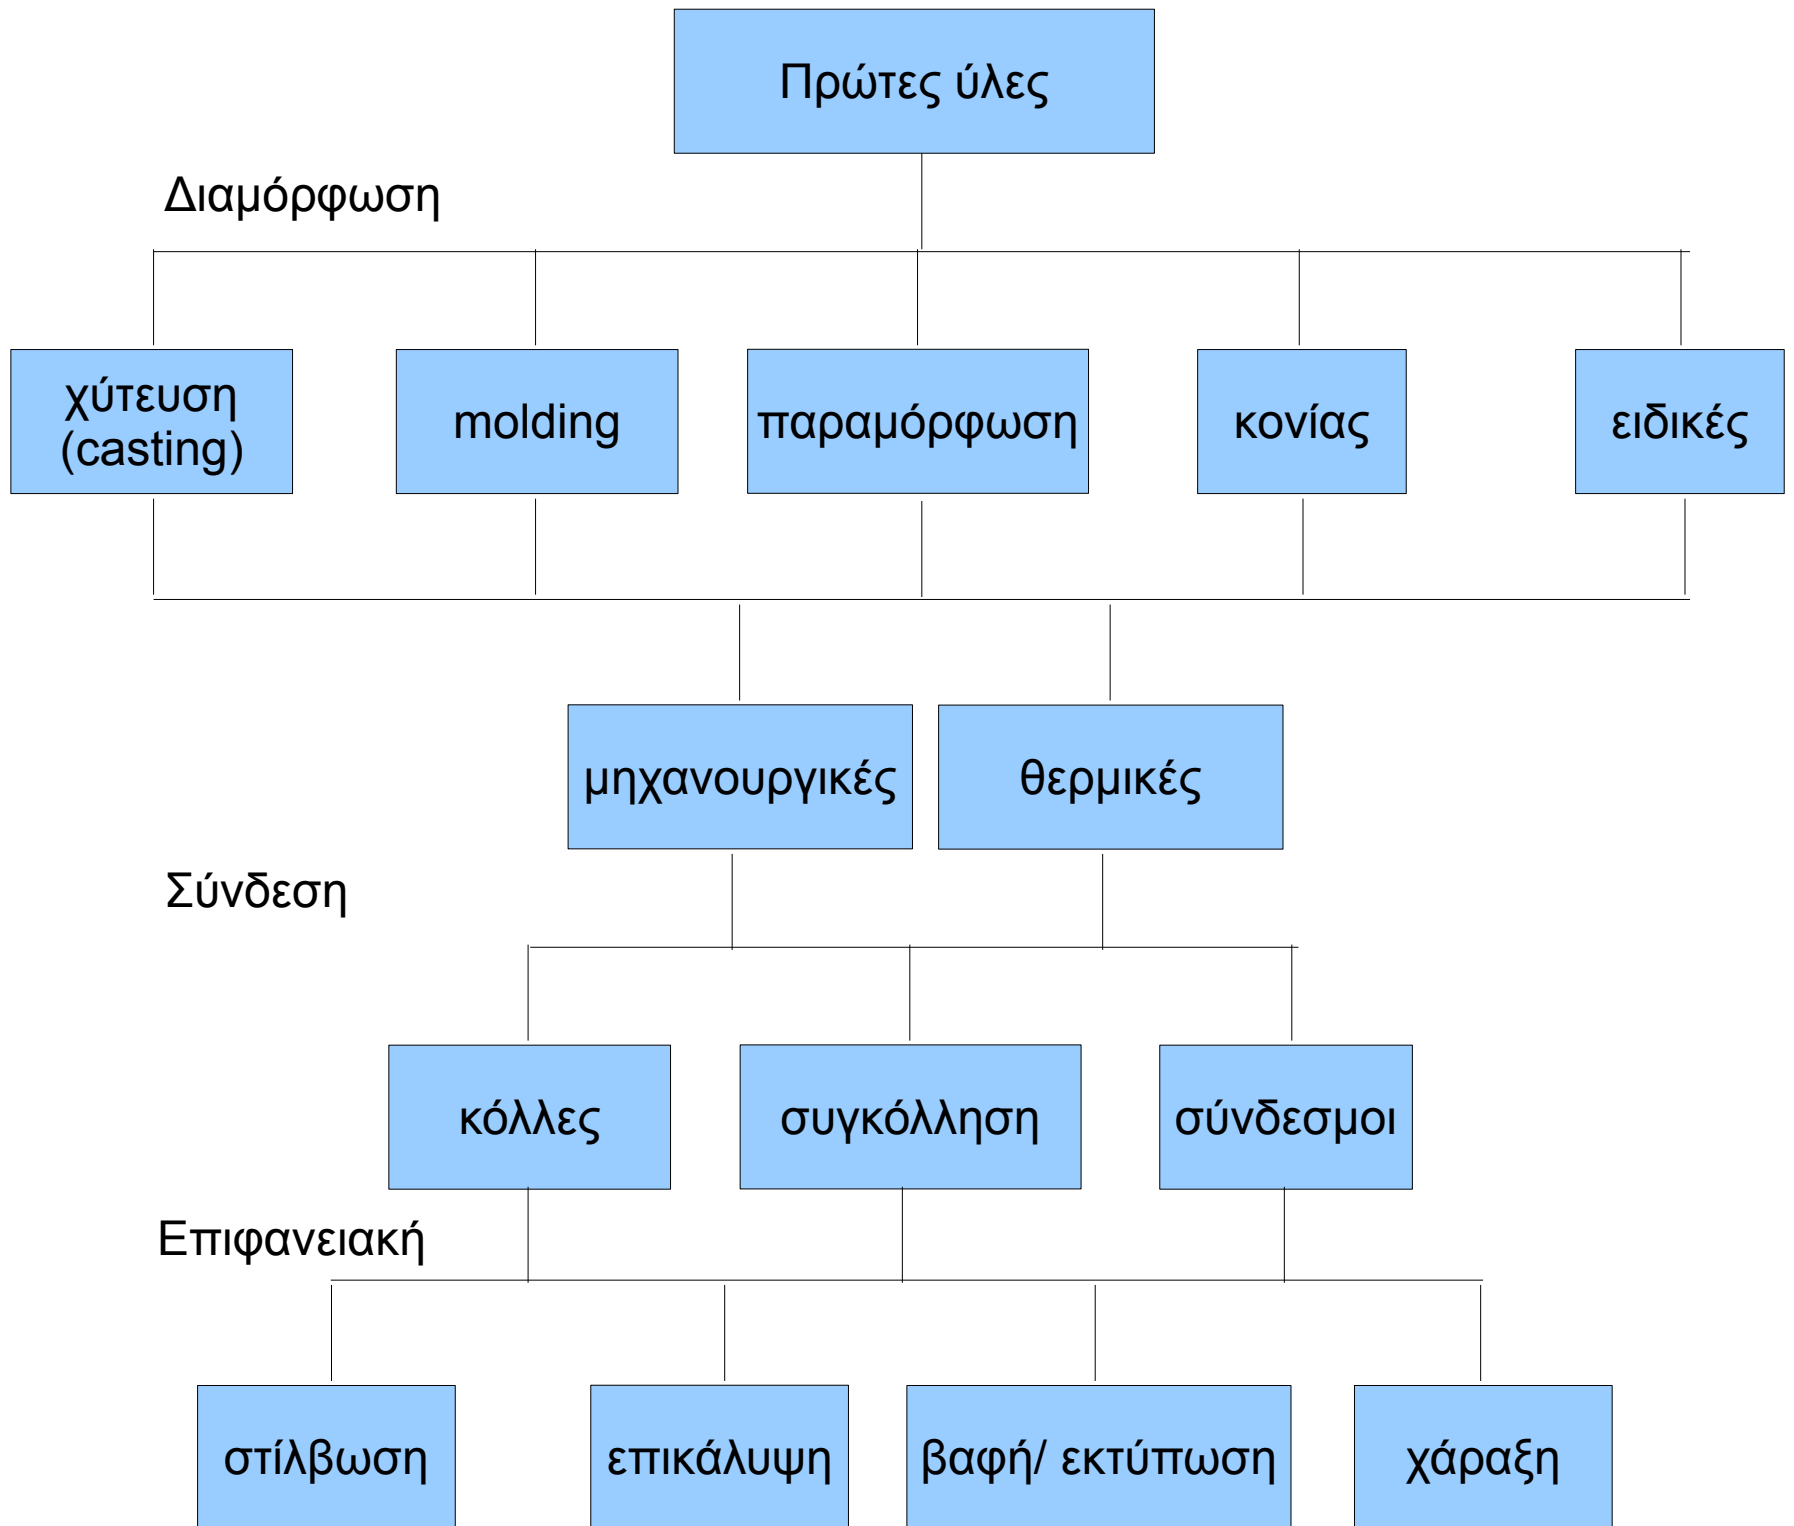 Πρώτες ύλες
Διαμόρφωση
χύτευση
(casting)
molding
παραμόρφωση
κονίας
ειδικές
μηχανουργικές
θερμικές
Σύνδεση
κόλλες
συγκόλληση
σύνδεσμοι
Επιφανειακή
στίλβωση
επικάλυψη
βαφή/ εκτύπωση
χάραξη